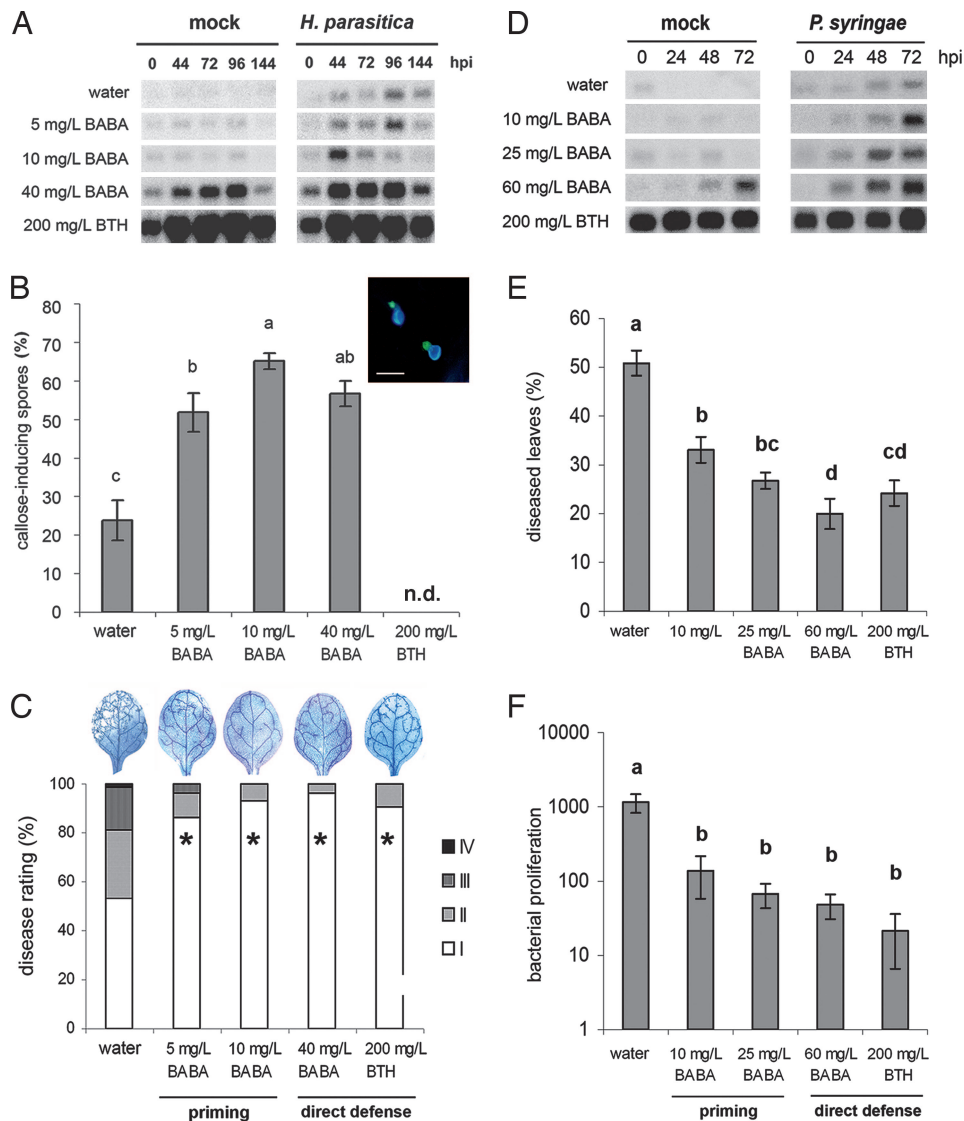 A
mock
H. parasitica
0 44 72 96 144
0 44 72 96 144 hpi
water
5 mg/L BABA
10 mg/L BABA
40 mg/L BABA
200 mg/L BTH
D
mock
P. syringae
0 24 48 72
0 24 48 72 hpi
water
10 mg/L BABA
25 mg/L BABA
60 mg/L BABA
200 mg/L BTH
B
callose-inducing spores (%)
80
70
60
50
40
30
20
10
0
c
b
a
ab
n.d.
water
5 mg/L BABA
10 mg/L BABA
40 mg/L BABA
200 mg/L BTH
E
diseased leaves (%)
60
50
40
30
20
10
0
a
b
bc
d
cd
water
10 mg/L
25 mg/L BABA
60 mg/L BABA
200 mg/L BTH
C
disease rating (%)
100
80
60
40
20
0
* * * *
IV
III
II
I
water
5 mg/L BABA
10 mg/L BABA
40 mg/L BABA
200 mg/L BTH
priming
direct defense
F
bacterial proliferation
10000
1000
100
10
1
a
b
b
b
b
water
10 mg/L BABA
25 mg/L BABA
60 mg/L BABA
200 mg/L BTH
priming
direct defense